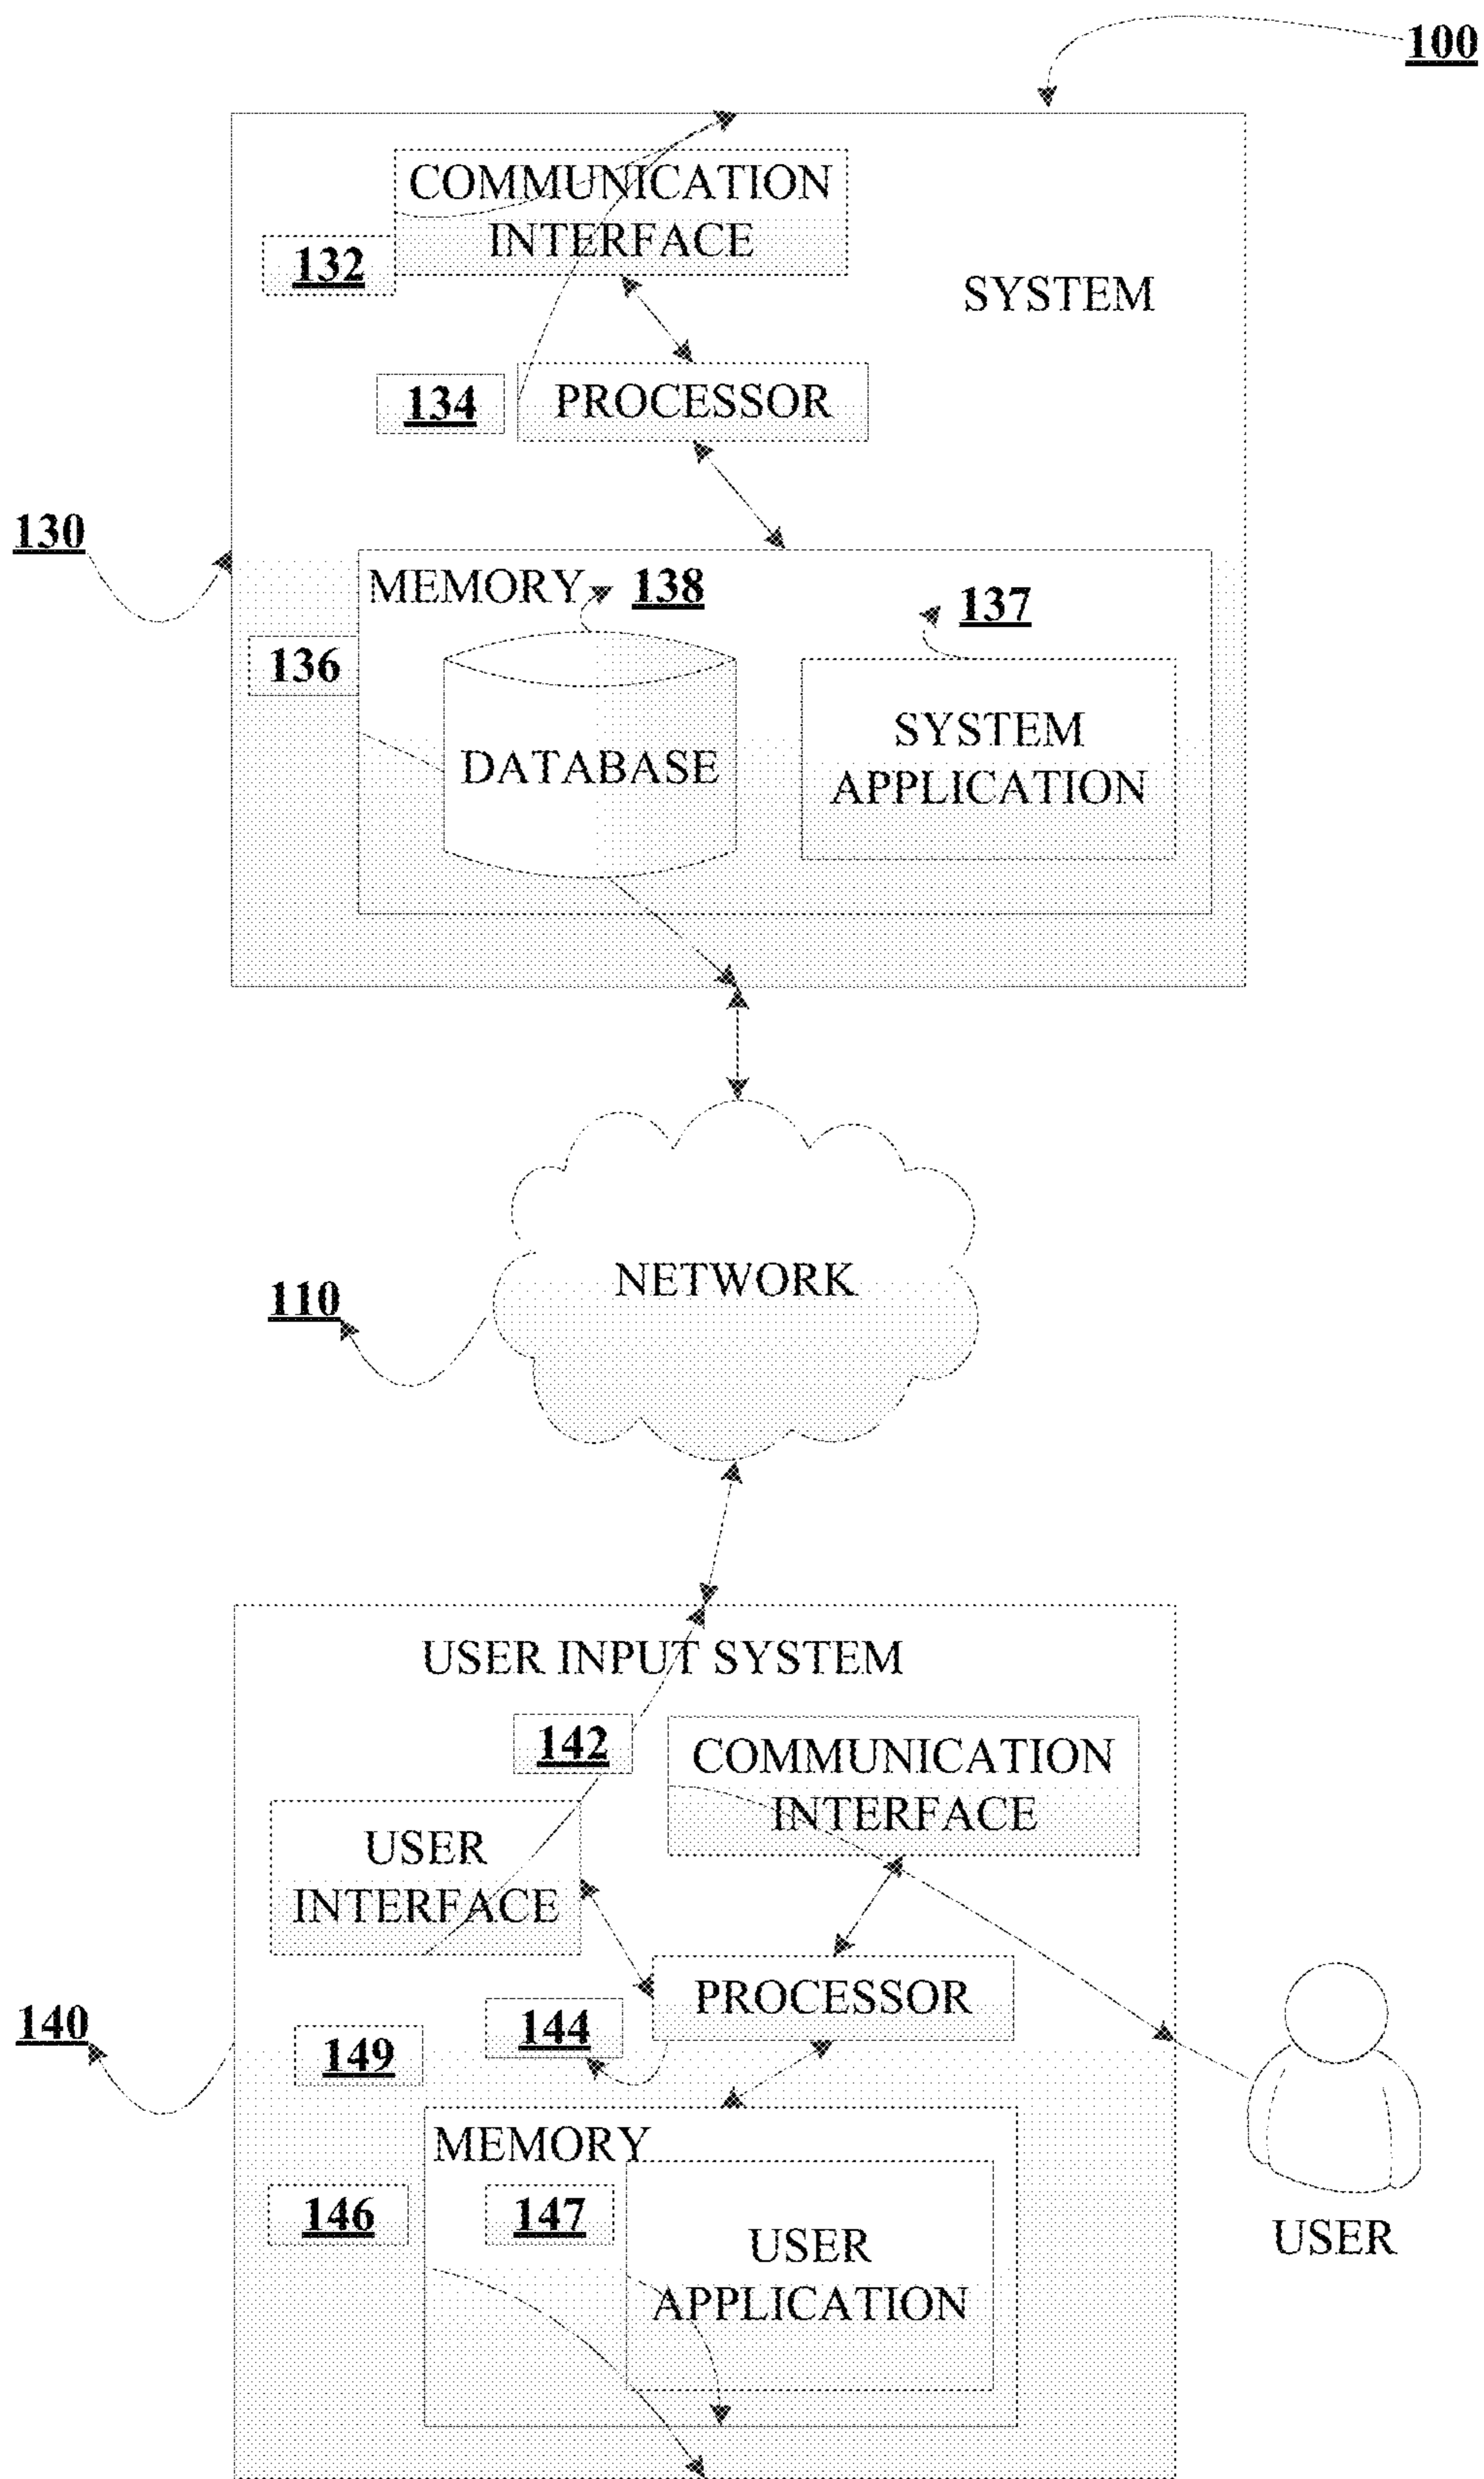 100
COMMUNICATION
INTERFACE
132
SYSTEM
134
PROCESSOR
130
MEMORY
138
137
136
SYSTEM
APPLICATION
DATABASE
NETWORK
110
USER INPUT SYSTEM
142
COMMUNICATION
INTERFACE
USER
INTERFACE
PROCESSOR
144
140
149
MEMORY
146
147
USER
APPLICATION
USER